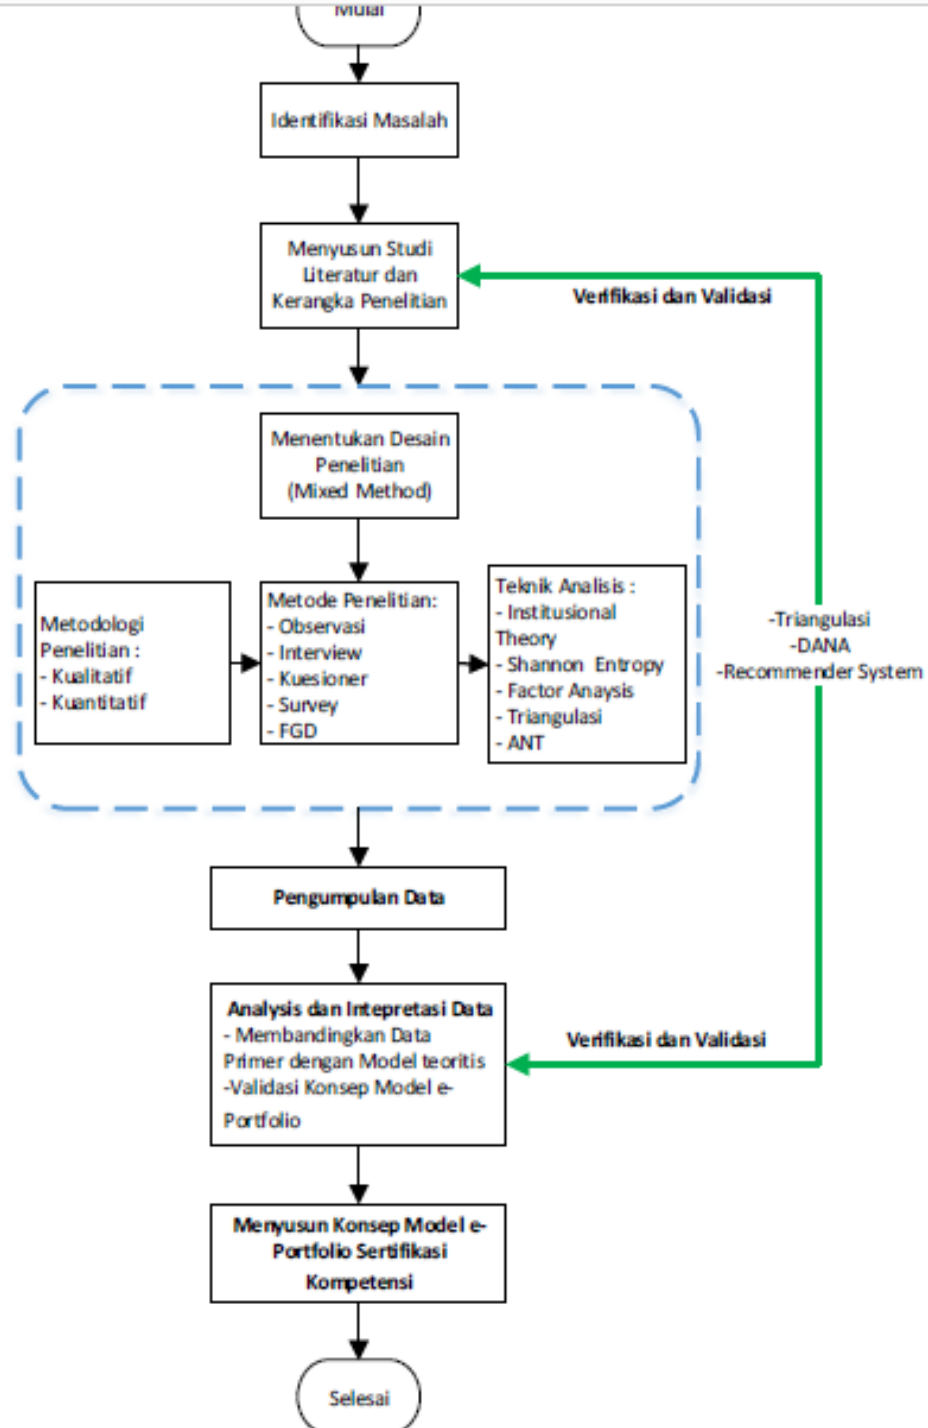 Mulai
Identifikasi Masalah
Menyusun Studi
Literatur dan
Kerangka Penelitian
Verifikasi dan Validasi
Menentukan Desain
Penelitian
(Mixed Method)
Metodologi
Penelitian :
- Kualitatif
- Kuantitatif
Metode Penelitian:
- Observasi
- Interview
- Kuesioner
- Survey
- FGD
Teknik Analisis :
- Institusional
Theory
- Shannon Entropy
- Factor Anaysis
- Triangulasi
- ANT
-Triangulasi
-DANA
-Recommender System
Pengumpulan Data
Analysis dan Intepretasi Data
- Membandingkan Data
Primer dengan Model teoritis
-Validasi Konsep Model e-
Portfolio
Verifikasi dan Validasi
Menyusun Konsep Model e-
Portfolio Sertifikasi
Kompetensi
Selesai